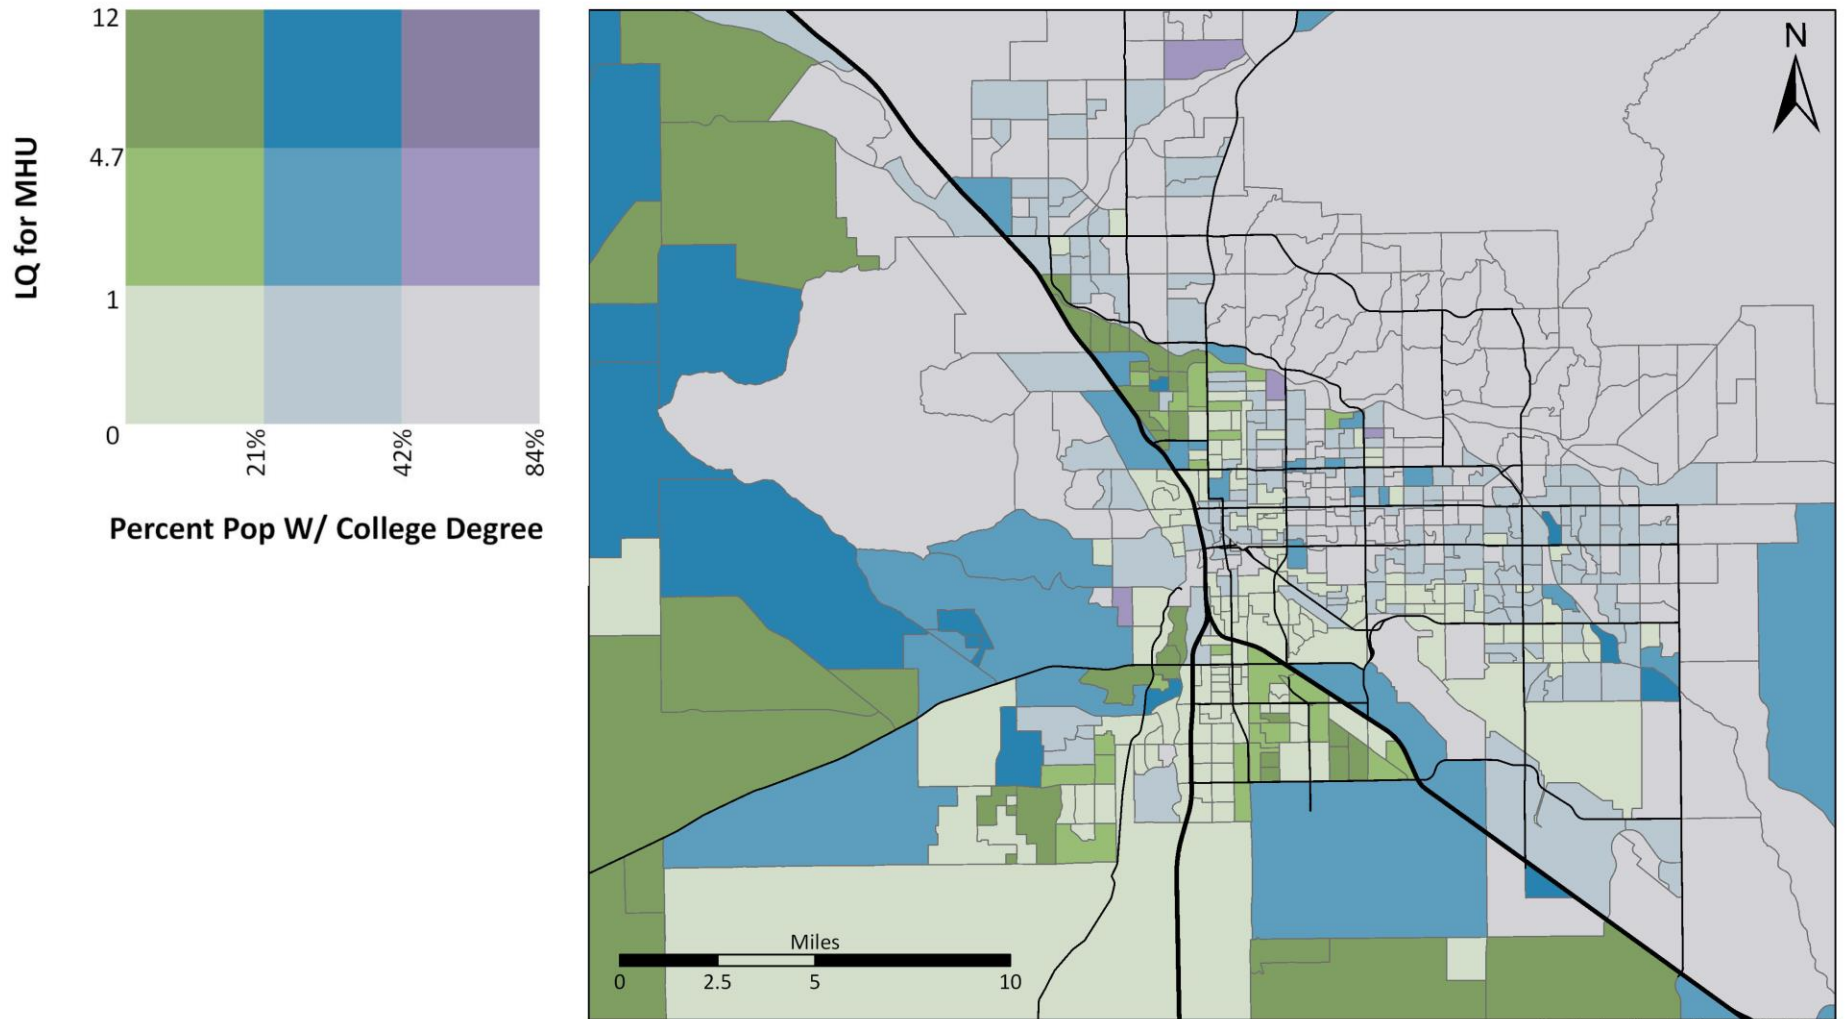 12
4.7
1
0
LQ for MHU
21%
42%
84%
Percent Pop W/ College Degree
N
Miles
0 2.5 5 10